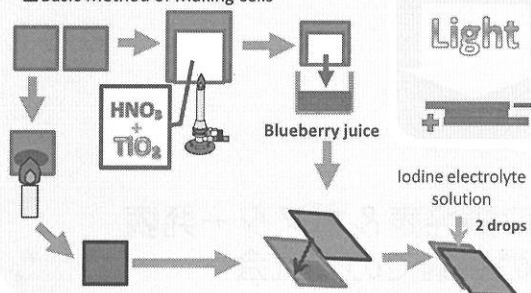 Basic method of making cells
Light
HNO₃
+
TiO₂
Blueberry juice
+
Iodine electrolyte
solution
2 drops